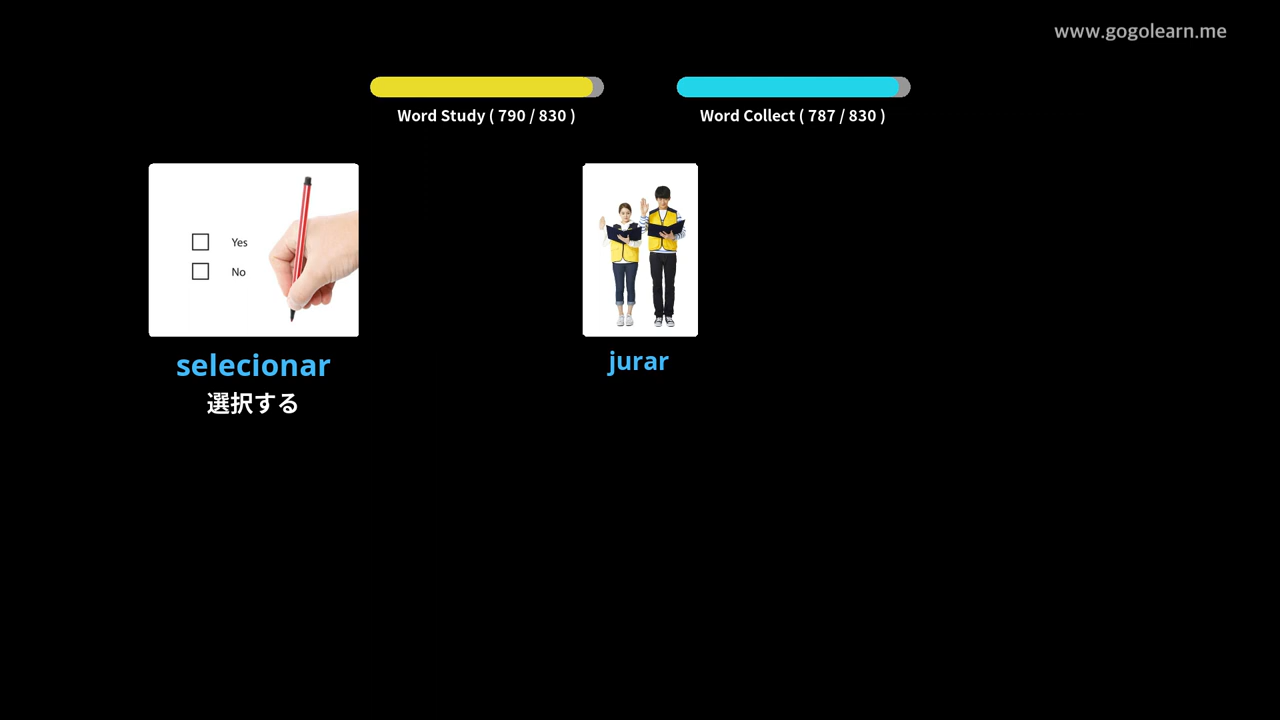 www.gogolearn.me
Word Study ( 790 / 830 )
Word Collect ( 787 / 830 )
Yes
No
selecionar
選択する
jurar